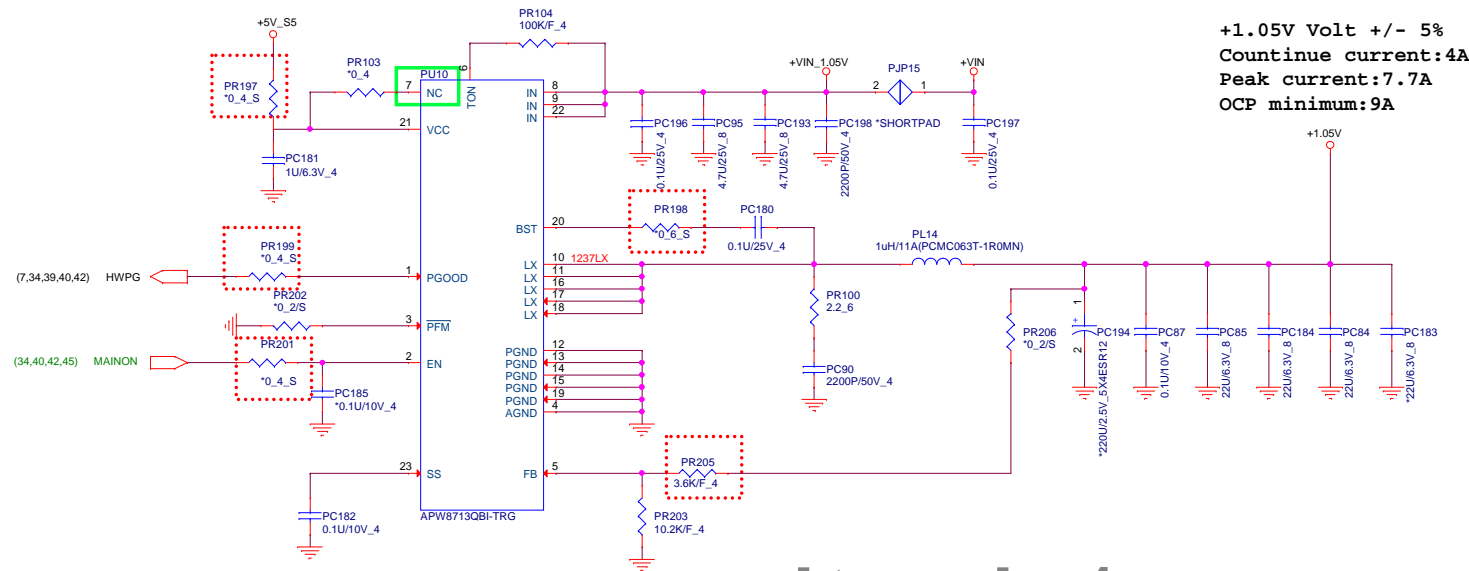 +1.05V Volt +/- 5%
Countinue current:4A
Peak current:7.7A
OCP minimum:9A
+5V_S5
PR104
100K/F_4
PR103
*0_4
PR197
*0_4_S
PU10
7
NC
6
TON
21
VCC
PC181
1U/6.3V_4
IN
8
IN
9
IN
22
+VIN_1.05V
PJP15
2
1
+VIN
*SHORTPAD
PC196
0.1U/25V_4
PC95
4.7U/25V_8
PC193
4.7U/25V_8
PC198
2200P/50V_4
PC197
0.1U/25V_4
+1.05V
BST
20
PR198
*0_6_S
PC180
0.1U/25V_4
(7,34,39,40,42)
HWPG
PR199
*0_4_S
1
PGOOD
PR202
*0_2/S
3
PFM
(34,40,42,45)
MAINON
PR201
*0_4_S
2
EN
PC185
*0.1U/10V_4
LX
10
1237LX
LX
11
LX
16
LX
17
LX
18
PL14
1uH/11A(PCMC063T-1R0MN)
PR100
2.2_6
PC90
2200P/50V_4
PGND
12
PGND
13
PGND
14
PGND
15
PGND
19
AGND
4
PR206
*0_2/S
1
+
2
PC194
*220U/2.5V_5X4ESR12
PC87
0.1U/10V_4
PC85
22U/6.3V_8
PC184
22U/6.3V_8
PC84
22U/6.3V_8
PC183
*22U/6.3V_8
23
SS
PC182
0.1U/10V_4
FB
5
PR205
3.6K/F_4
PR203
10.2K/F_4
APW8713QBI-TRG